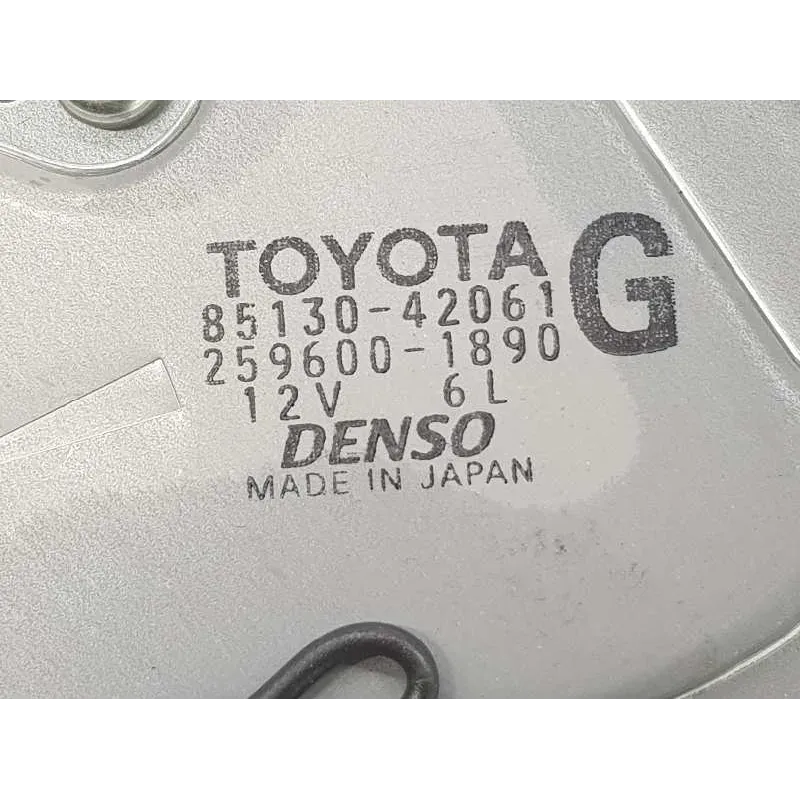 TOYOTA G
85130-42061
259600-1890
12V 6L
DENSO
MADE IN JAPAN